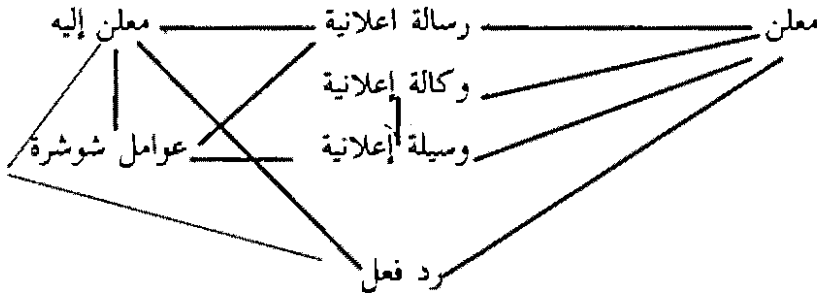 معلن رسالة اعلانية معلن إليه
وكالة إعلانية
وسيلة إعلانية عوامل شوشرة
رد فعل